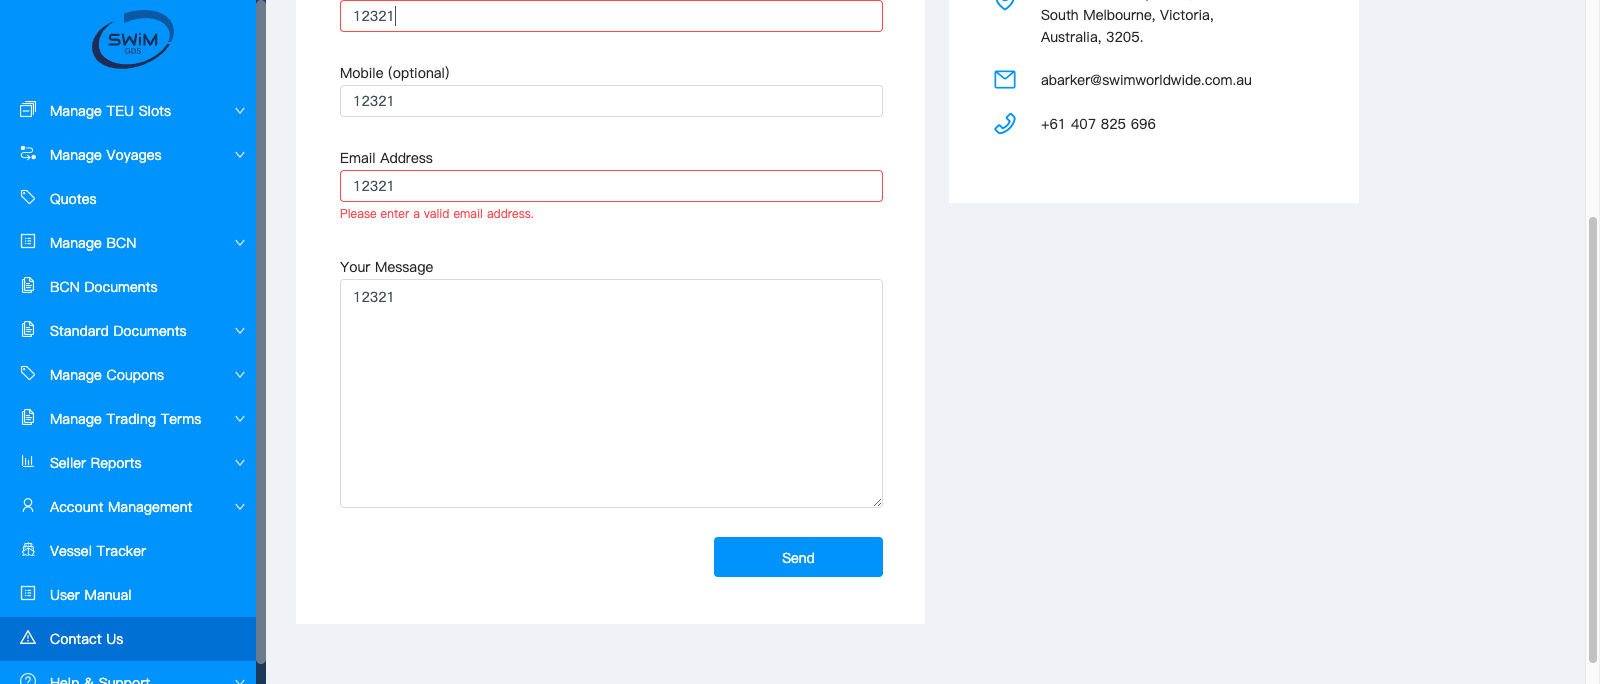 SWiM
GDS
Manage TEU Slots
Manage Voyages
Quotes
Manage BCN
BCN Documents
Standard Documents
Manage Coupons
Manage Trading Terms
Seller Reports
Account Management
Vessel Tracker
User Manual
Contact Us
Help & Support
12321
Mobile (optional)
12321
Email Address
12321
Please enter a valid email address.
Your Message
12321
Send
South Melbourne, Victoria,
Australia, 3205.
abarker@swimworldwide.com.au
+61 407 825 696